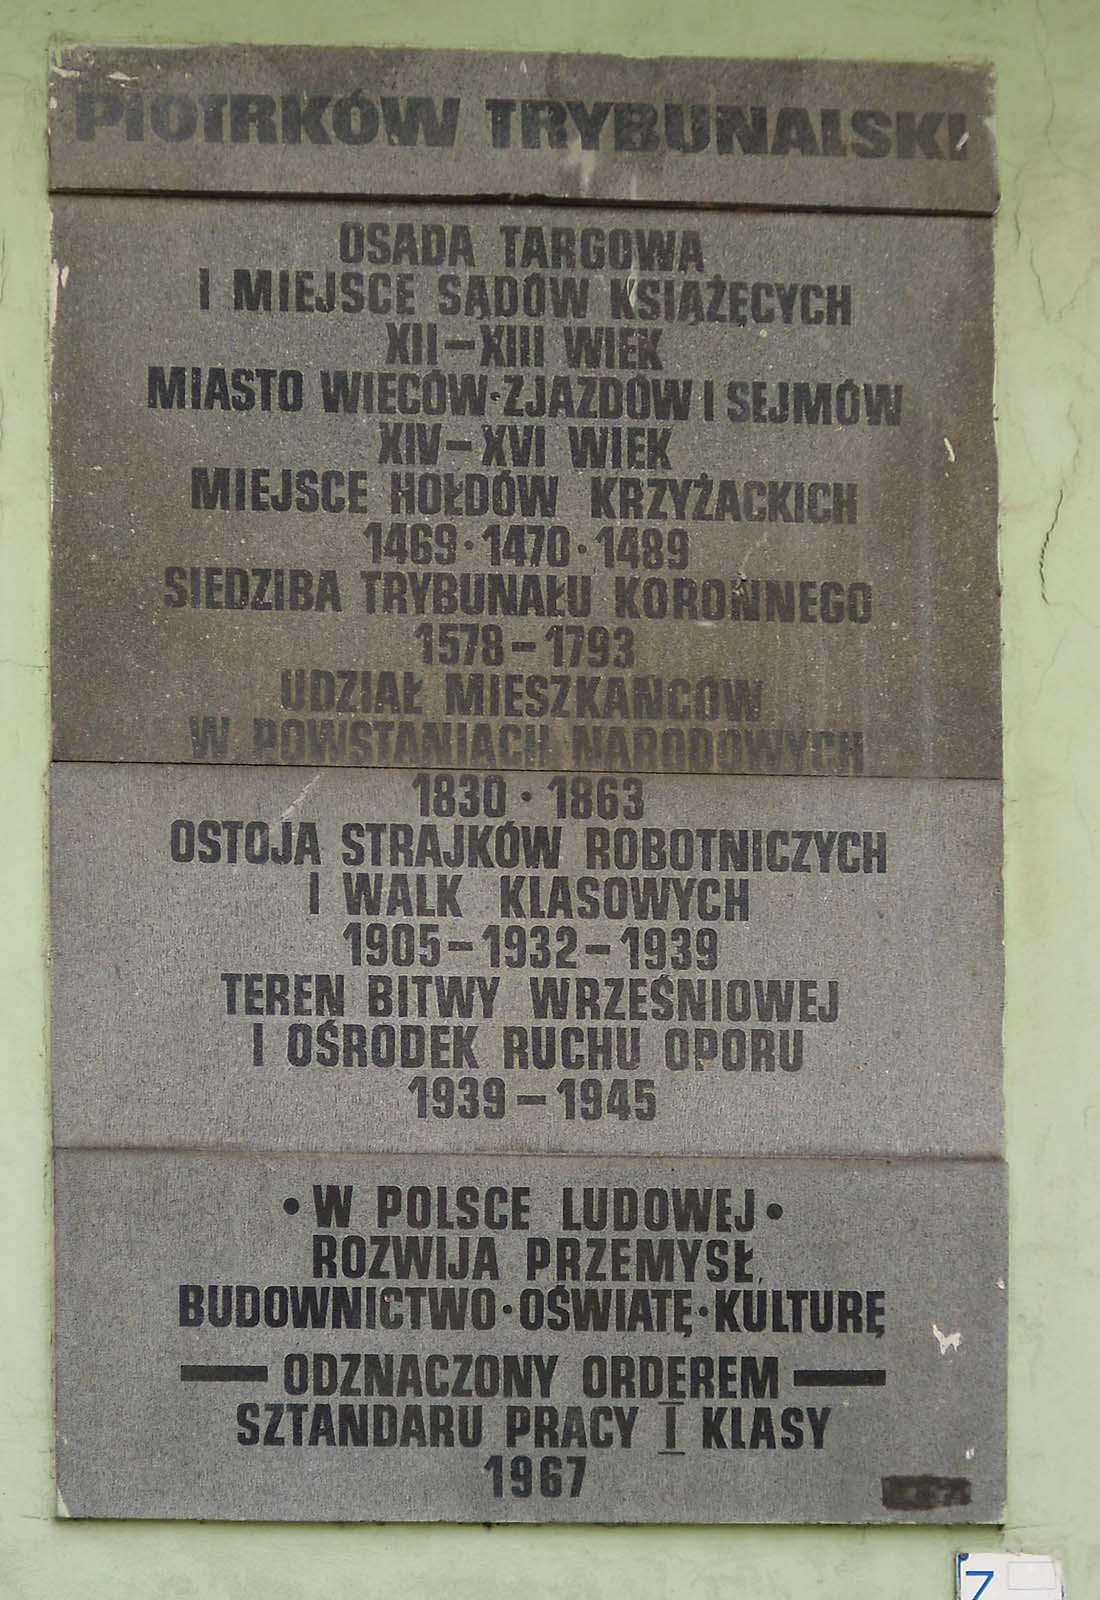 PIOTRKÓW TRYBUNALSKI
OSADA TARGOWA
I MIEJSCE SĄDÓW KSIĄŻĘCYCH
XII–XIII WIEK
MIASTO WIECÓW·ZJAZDÓW I SEJMÓW
XIV–XVI WIEK
MIEJSCE HOŁDÓW KRZYŻACKICH
1469·1470·1489
SIEDZIBA TRYBUNAŁU KORONNEGO
1578–1793
UDZIAŁ MIESZKAŃCÓW
W POWSTANIACH NARODOWYCH
1830·1863
OSTOJA STRAJKÓW ROBOTNICZYCH
I WALK KLASOWYCH
1905–1932–1939
TEREN BITWY WRZEŚNIOWEJ
I OŚRODEK RUCHU OPORU
1939–1945
·W POLSCE LUDOWEJ·
ROZWIJA PRZEMYSŁ,
BUDOWNICTWO·OŚWIATĘ·KULTURĘ
— ODZNACZONY ORDEREM —
SZTANDARU PRACY I KLASY
1967
Z